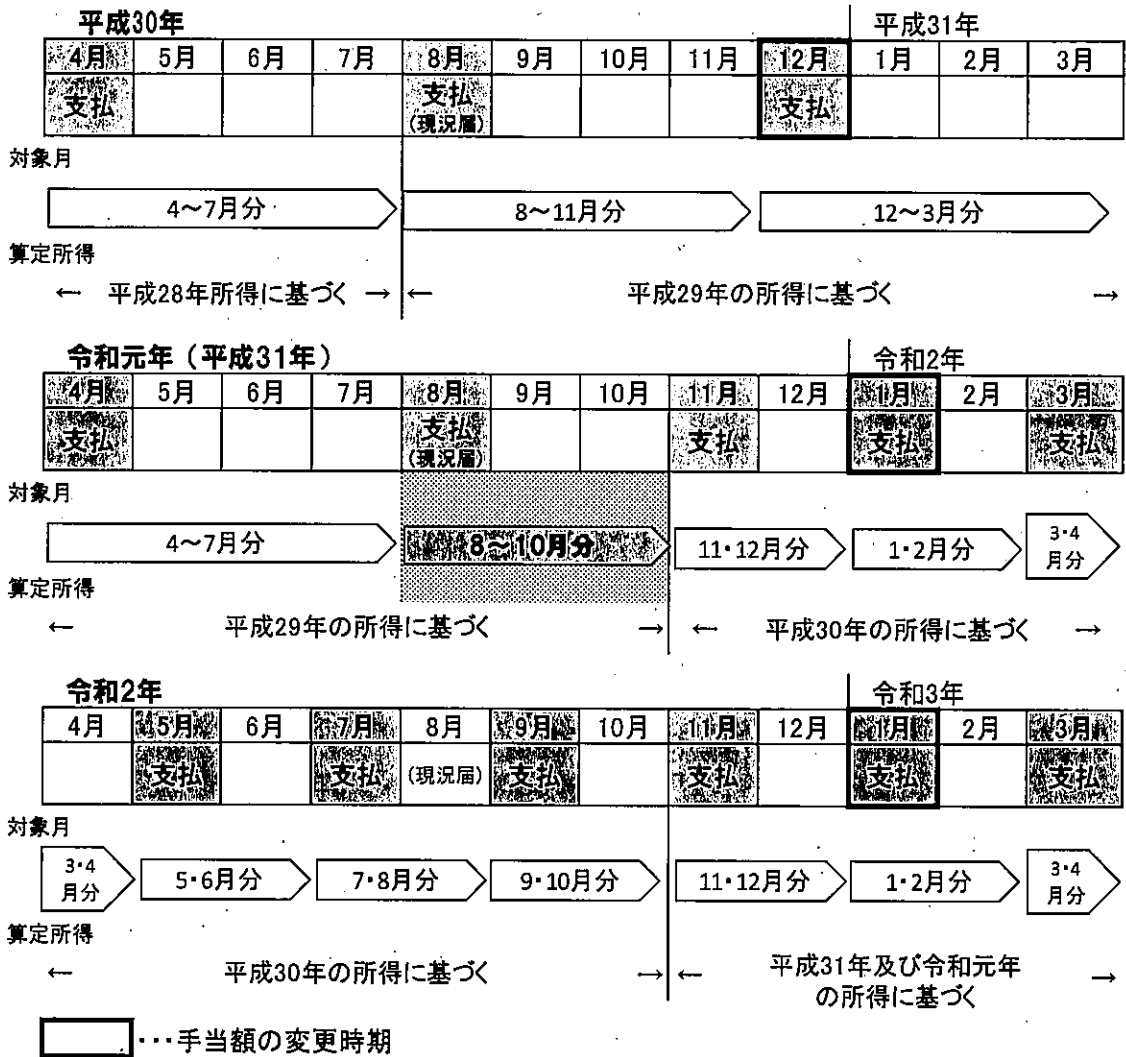 平成30年 平成31年
4月 5月 6月 7月 8月 9月 10月 11月 12月 1月 2月 3月
支払 支払 支払
(現況届)
対象月
4～7月分 8～11月分 12～3月分
算定所得
← 平成28年所得に基づく → ← 平成29年の所得に基づく →
令和元年(平成31年) 令和2年
4月 5月 6月 7月 8月 9月 10月 11月 12月 1月 2月 3月
支払 支払 支払 支払 支払
(現況届)
対象月
4～7月分 8～10月分 11・12月分 1・2月分 3・4
月分
算定所得
← 平成29年の所得に基づく → ← 平成30年の所得に基づく →
令和2年 令和3年
4月 5月 6月 7月 8月 9月 10月 11月 12月 1月 2月 3月
支払 支払 (現況届) 支払 支払 支払 支払
対象月
3・4
月分 5・6月分 7・8月分 9・10月分 11・12月分 1・2月分 3・4
月分
算定所得
← 平成30年の所得に基づく → ← 平成31年及び令和元年
の所得に基づく →
・・・手当額の変更時期